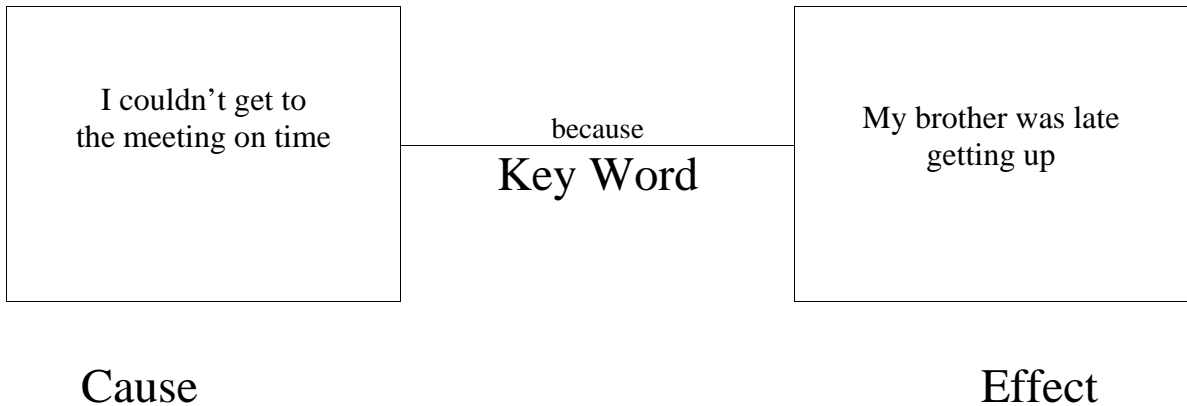 I couldn’t get to
the meeting on time
because
Key Word
My brother was late
getting up
Cause
Effect